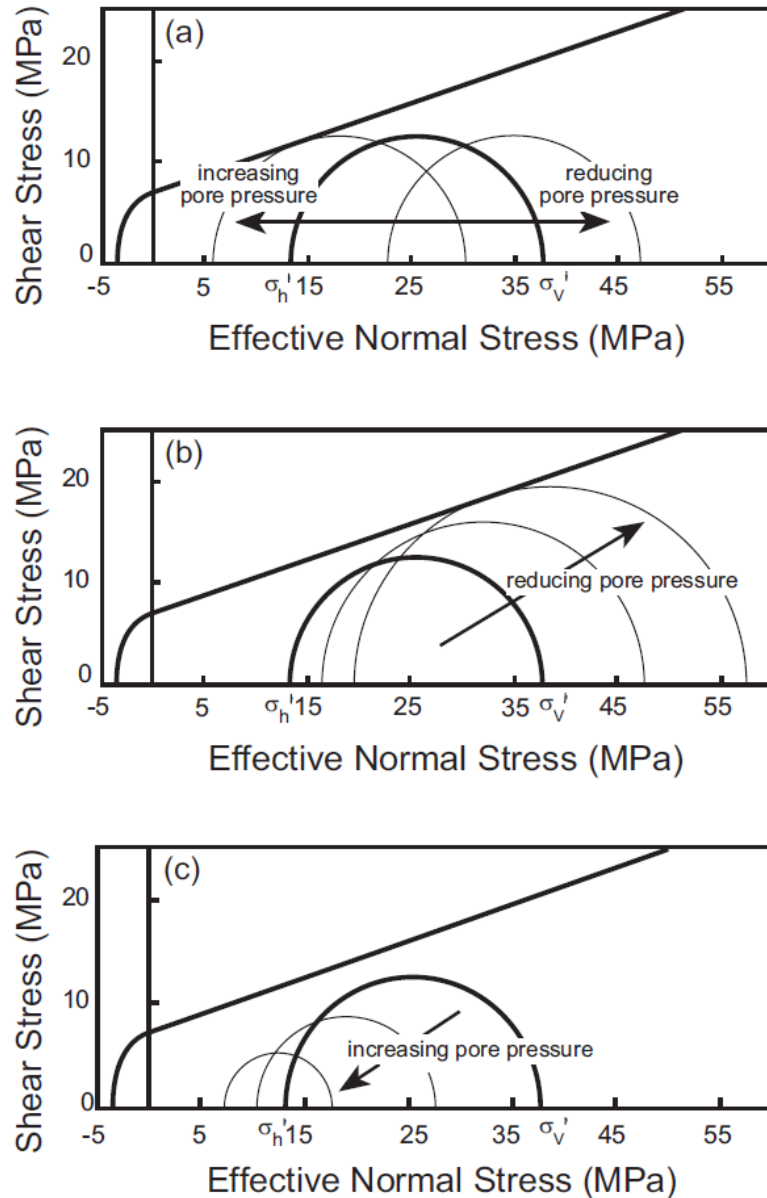 (a)
Shear Stress (MPa)
20
10
0
increasing
pore pressure
reducing
pore pressure
-5 5 σh' 15 25 35 σV' 45 55
Effective Normal Stress (MPa)
(b)
Shear Stress (MPa)
20
10
0
reducing pore pressure
-5 5 σh' 15 25 35 σV' 45 55
Effective Normal Stress (MPa)
(c)
Shear Stress (MPa)
20
10
0
increasing pore pressure
-5 5 σh' 15 25 35 σV' 45 55
Effective Normal Stress (MPa)